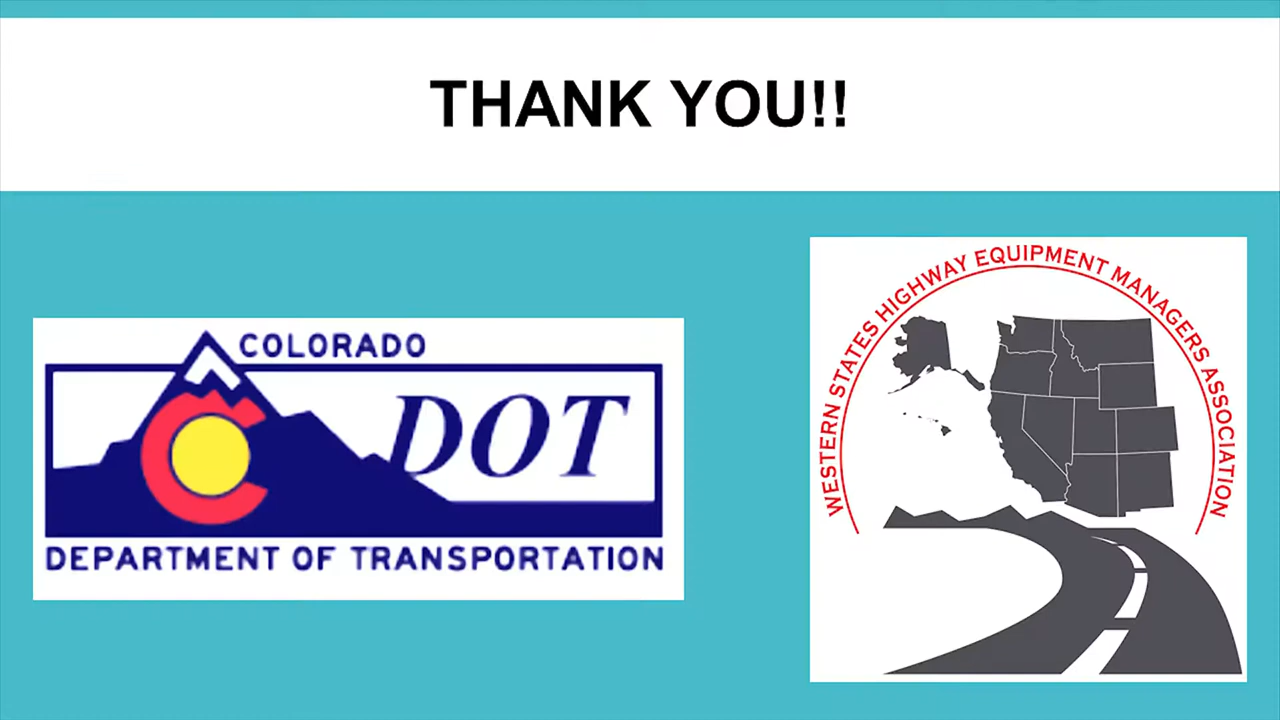 THANK YOU!!
COLORADO
DOT
DEPARTMENT OF TRANSPORTATION
WESTERN STATES HIGHWAY EQUIPMENT MANAGERS ASSOCIATION